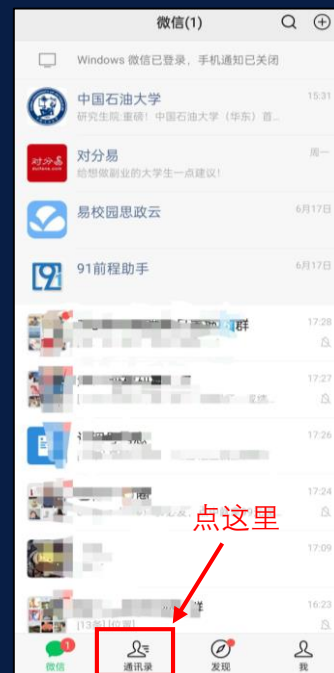 微信(1)
Windows 微信已登录，手机通知已关闭
中国石油大学
15:31
研究生院:重磅！中国石油大学（华东）首...
对分易
周一
给想做副业的大学生一点建议！
易校园思政云
6月17日
91前程助手
6月17日
群
17:28
17:27
17:26
17:24
点这里
17:09
16:23
[13条]
1
微信
通讯录
发现
我